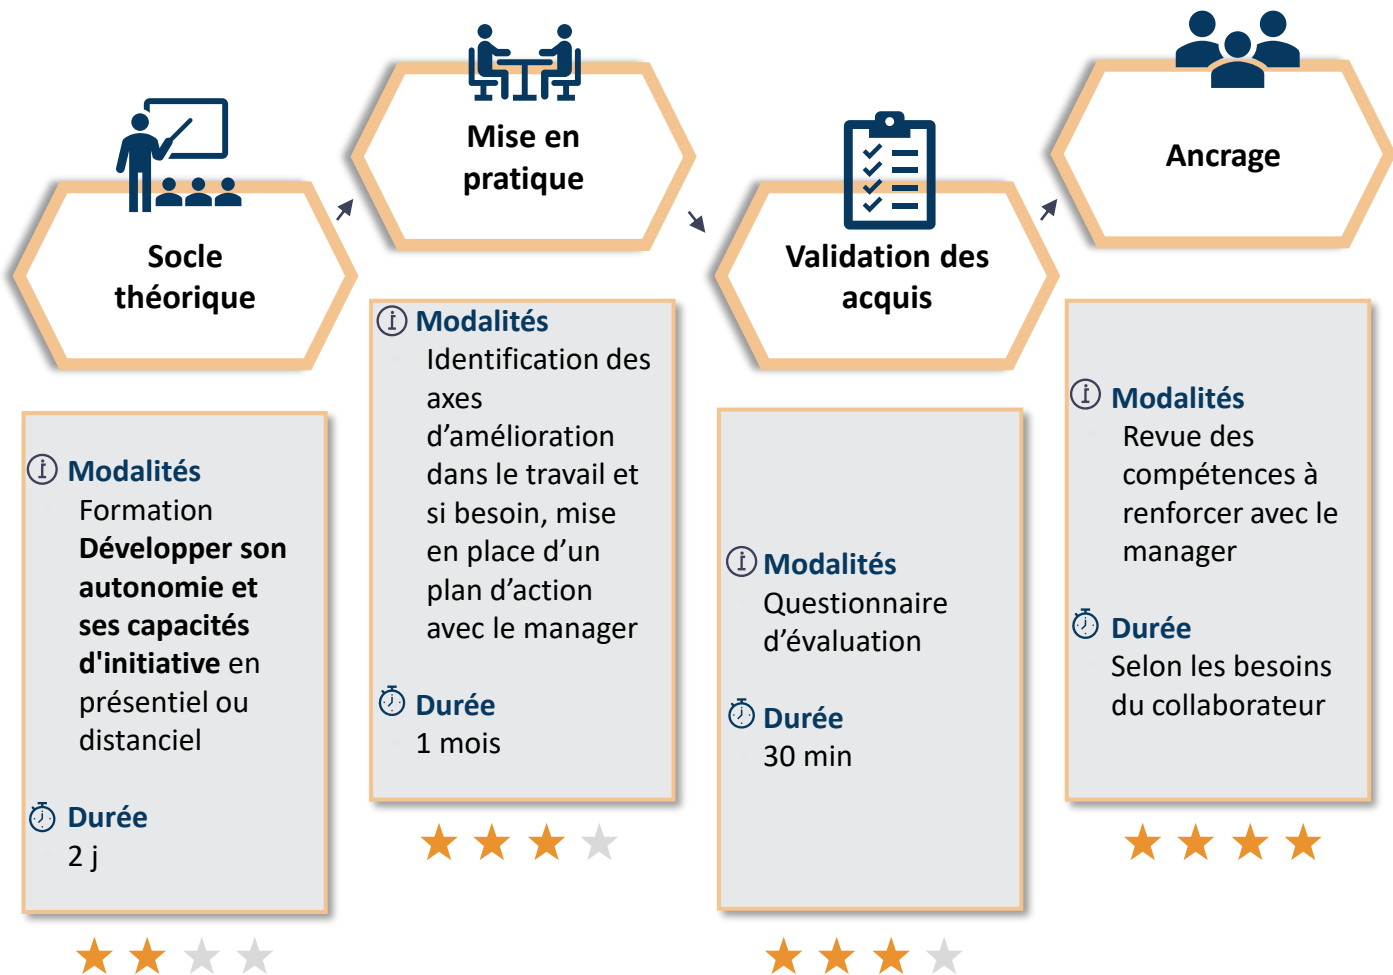 Socle
théorique
Modalités
Formation
Développer son
autonomie et
ses capacités
d'initiative en
présentiel ou
distanciel
Durée
2 j
Mise en
pratique
Modalités
Identification des
axes
d’amélioration
dans le travail et
si besoin, mise
en place d’un
plan d’action
avec le manager
Durée
1 mois
Validation des
acquis
Modalités
Questionnaire
d’évaluation
Durée
30 min
Ancrage
Modalités
Revue des
compétences à
renforcer avec le
manager
Durée
Selon les besoins
du collaborateur